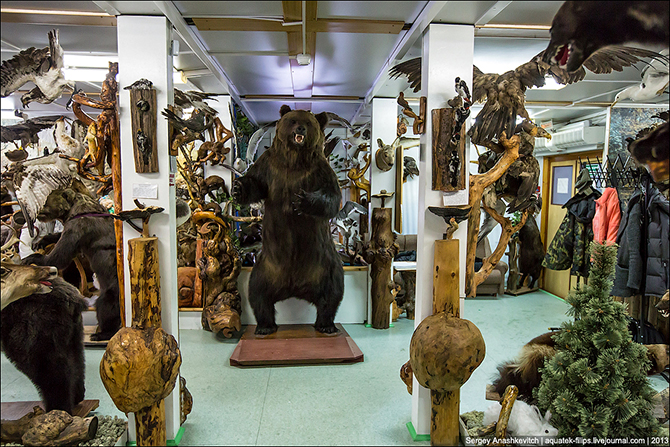 Sergey Anashkevitch | aquatek-filips.livejournal.com | 2013